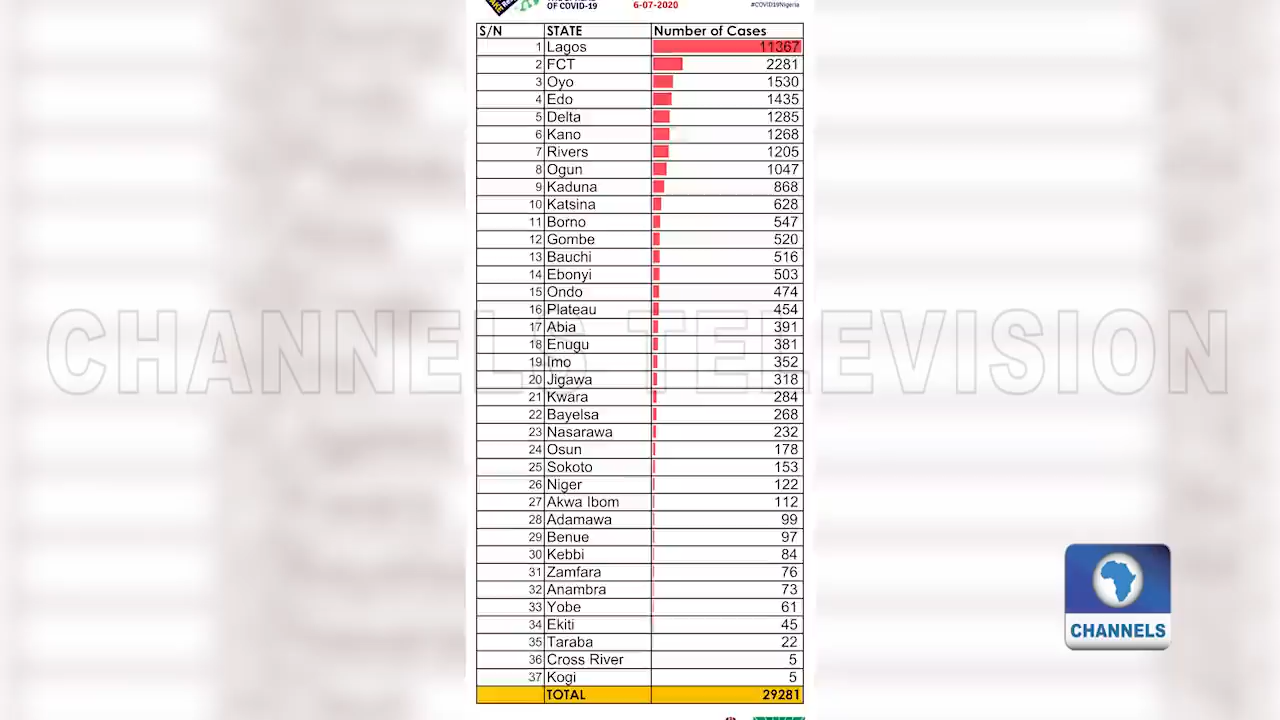 OF COVID-19
6-07-2020
#COVID19Nigeria
S/N STATE Number of Cases
1 Lagos 11367
2 FCT 2281
3 Oyo 1530
4 Edo 1435
5 Delta 1285
6 Kano 1268
7 Rivers 1205
8 Ogun 1047
9 Kaduna 868
10 Katsina 628
11 Borno 547
12 Gombe 520
13 Bauchi 516
14 Ebonyi 503
15 Ondo 474
16 Plateau 454
17 Abia 391
18 Enugu 381
19 Imo 352
20 Jigawa 318
21 Kwara 284
22 Bayelsa 268
23 Nasarawa 232
24 Osun 178
25 Sokoto 153
26 Niger 122
27 Akwa Ibom 112
28 Adamawa 99
29 Benue 97
30 Kebbi 84
31 Zamfara 76
32 Anambra 73
33 Yobe 61
34 Ekiti 45
35 Taraba 22
36 Cross River 5
37 Kogi 5
TOTAL 29281
CHANNELS TELEVISION
CHANNELS